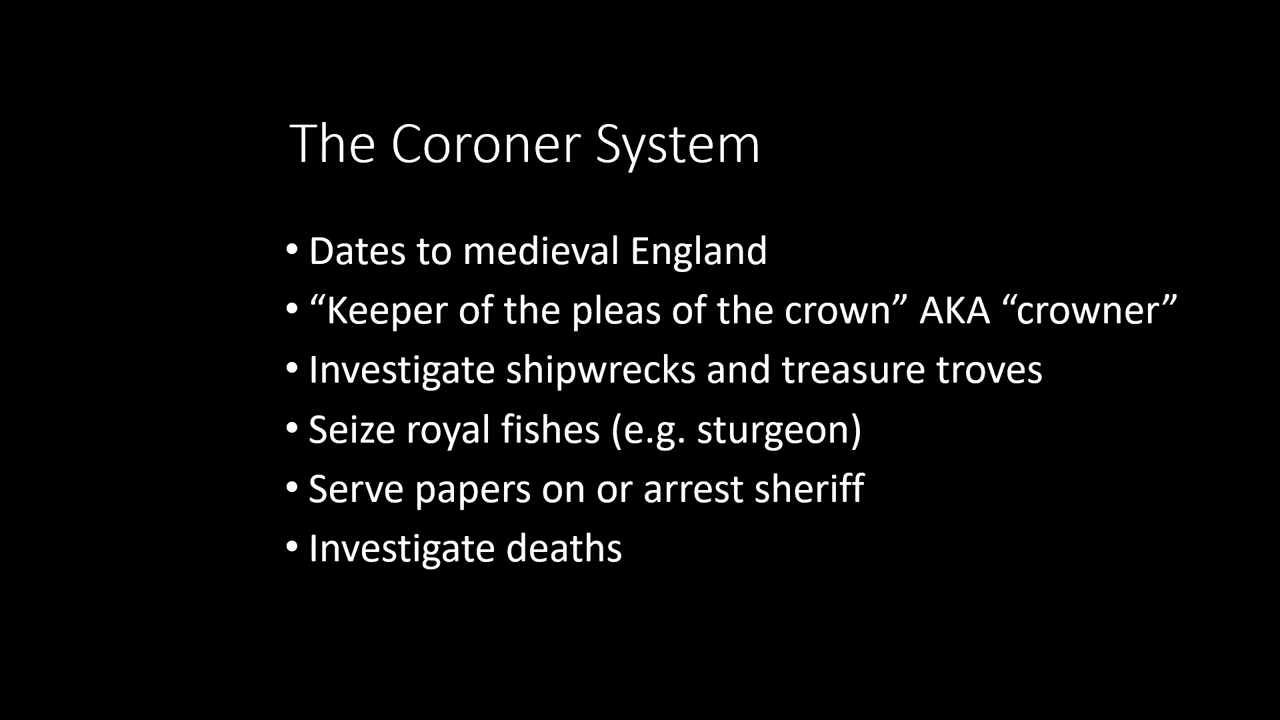 The Coroner System
• Dates to medieval England
• “Keeper of the pleas of the crown” AKA “crowner”
• Investigate shipwrecks and treasure troves
• Seize royal fishes (e.g. sturgeon)
• Serve papers on or arrest sheriff
• Investigate deaths